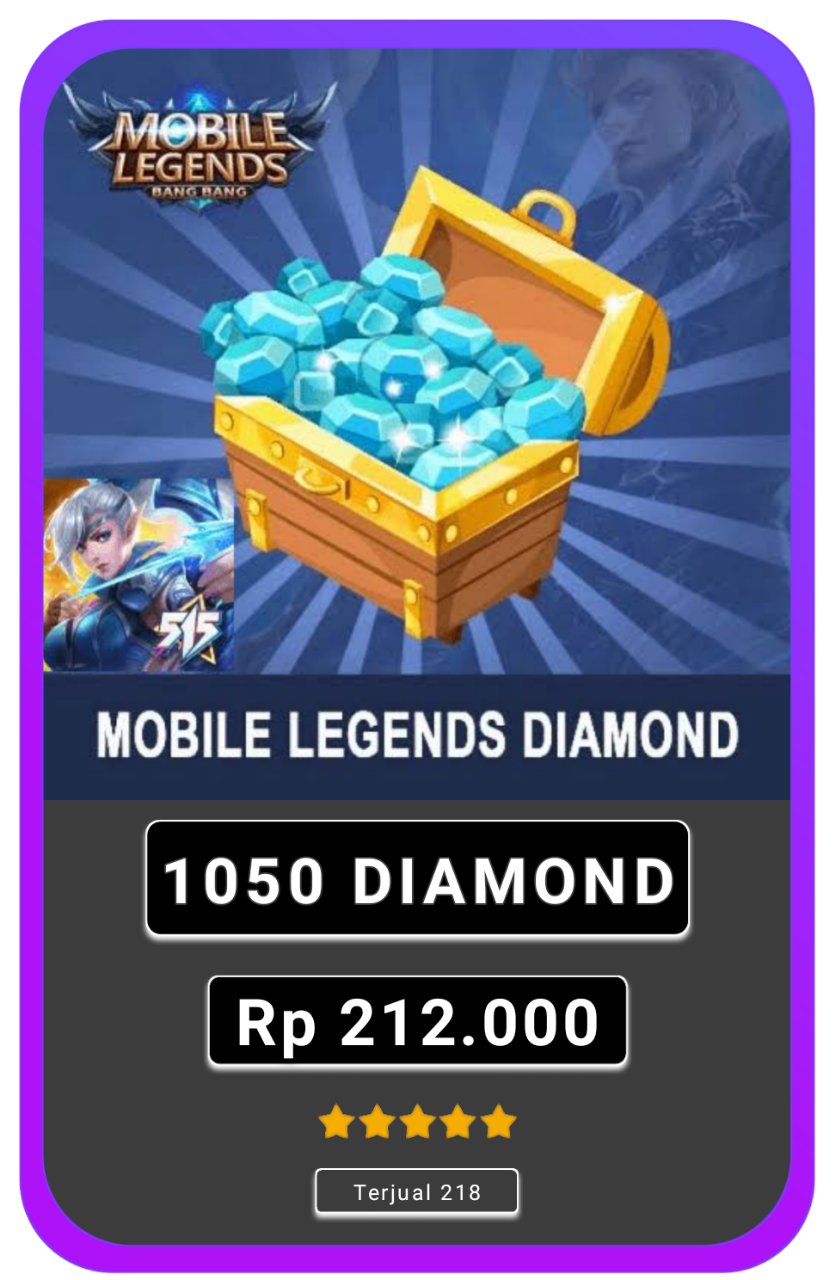 MOBILE
LEGENDS
BANG BANG
515
MOBILE LEGENDS DIAMOND
1050 DIAMOND
Rp 212.000
Terjual 218